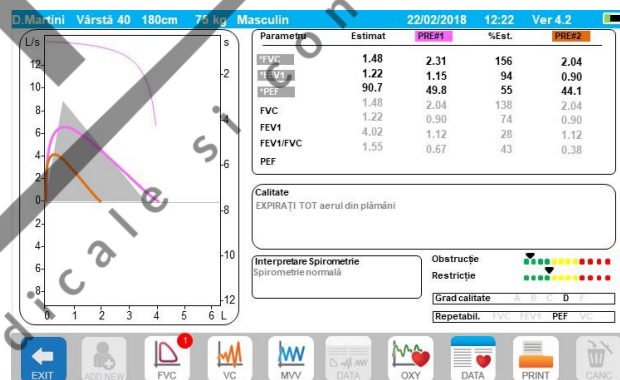 D.Martini Vârstă 40 180cm 75 kg Masculin 22/02/2018 12:22 Ver 4.2
L/s s
Parametru Estimat PRE#1 %Est. PRE#2
*FVC 1.48 2.31 156 2.04
*FEV1 1.22 1.15 94 0.90
*PEF 90.7 49.8 55 44.1
FVC 1.48 2.04 138 2.04
FEV1 1.22 0.90 74 0.90
FEV1/FVC 4.02 1.12 28 1.12
PEF 1.55 0.67 43 0.38
12 2
10
8 4
6
4 6
2
0 8
2
4 10
6
8 12
0 1 2 3 4 5 6 L
Calitate
EXPIRAȚI TOT aerul din plămâni
Interpretare Spirometrie
Spirometrie normală
Obstrucție
Restricție
Grad calitate A B C D F
Repetabil. FVC FEV1 PEF VC
1
EXIT ADD NEW FVC VC MVV DATA OXY DATA PRINT CANC
dicale si con